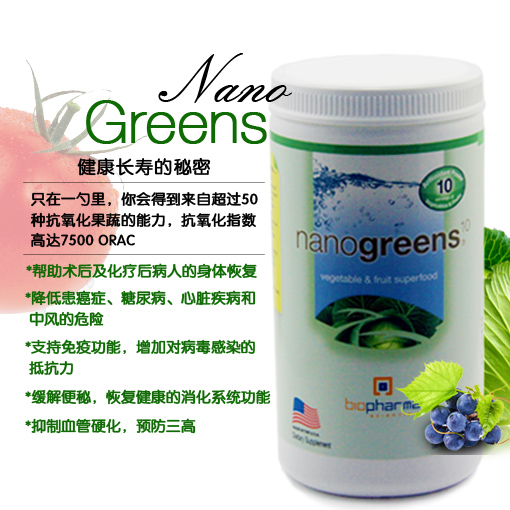 Nano
Greens
健康长寿的秘密
只在一勺里，你会得到来自超过50
种抗氧化果蔬的能力，抗氧化指数
高达7500 ORAC
*帮助术后及化疗后病人的身体恢复
*降低患癌症、糖尿病、心脏疾病和
中风的危险
*支持免疫功能，增加对病毒感染的
抵抗力
*缓解便秘，恢复健康的消化系统功能
*抑制血管硬化，预防三高
10
nanogreens10
vegetable & fruit superfood
biopharma
Dietary Supplement